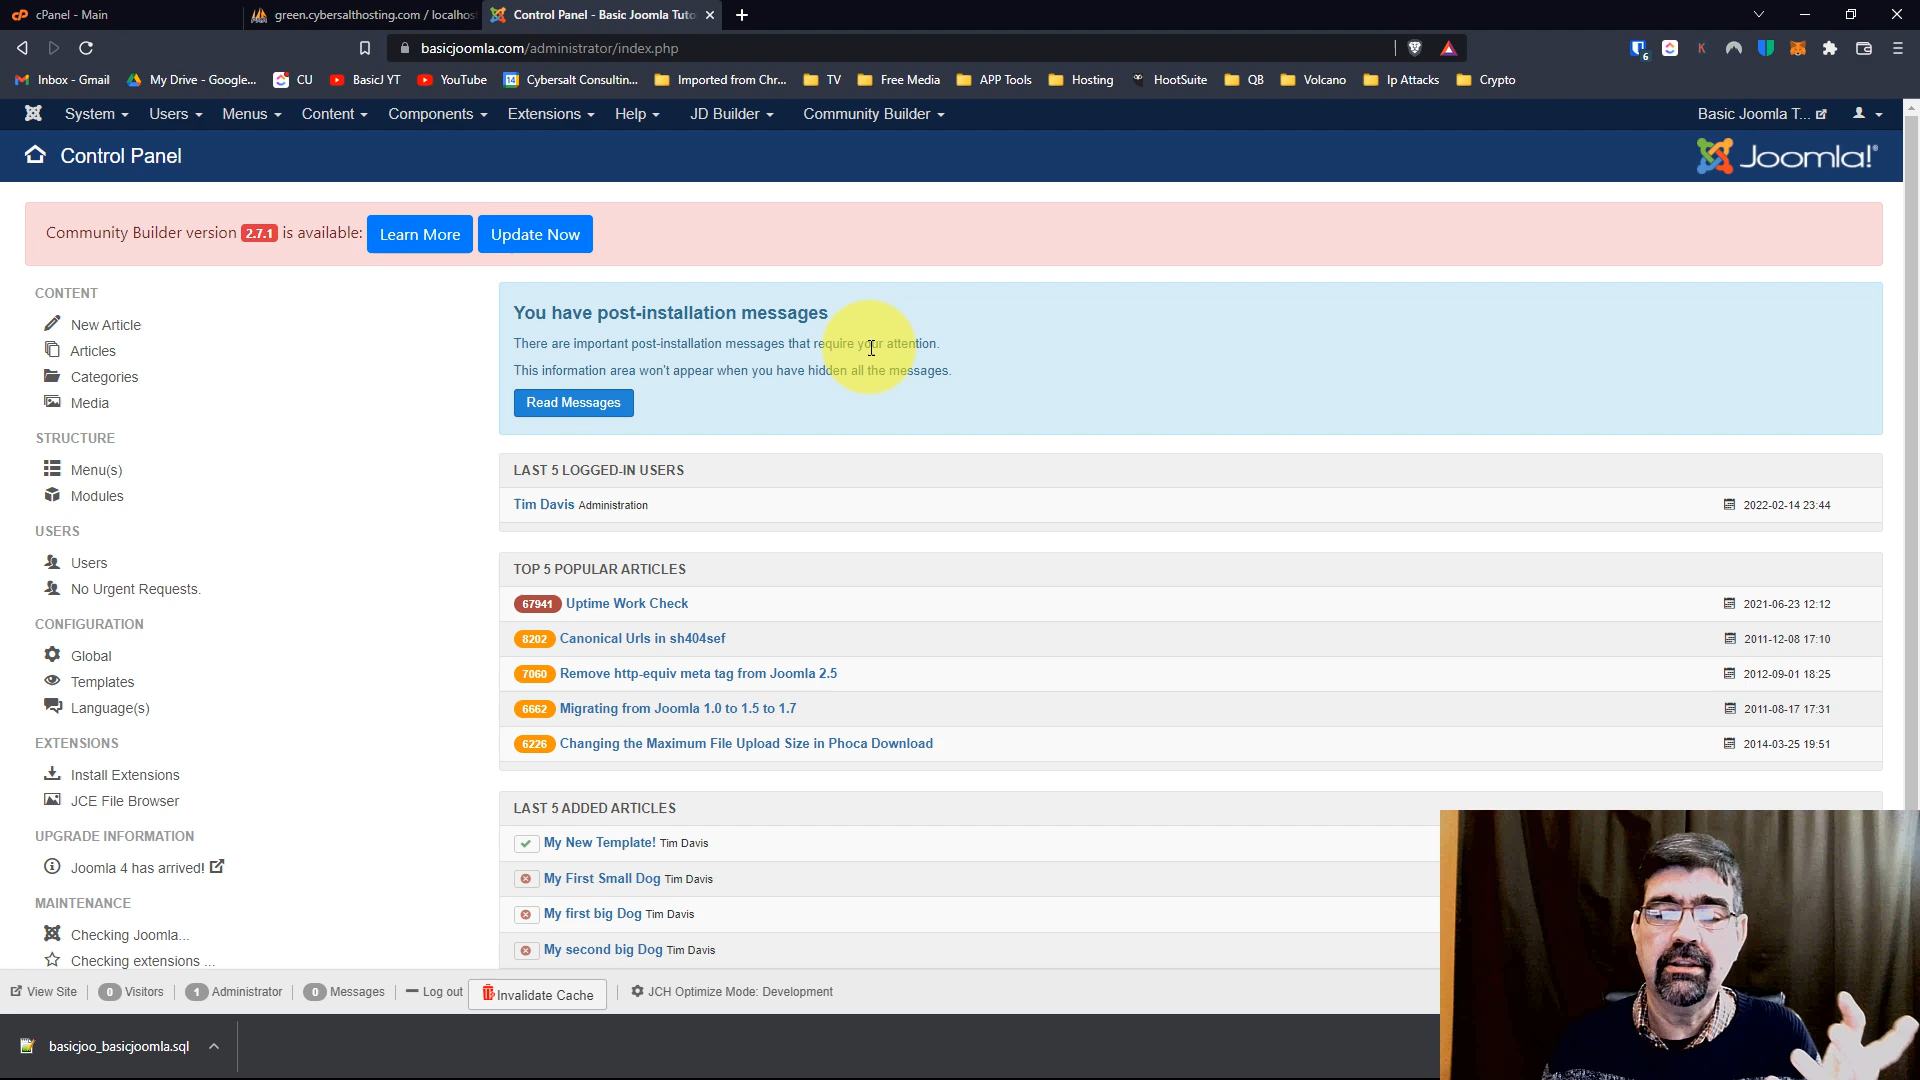 cPanel - Main
green.cybersalthosting.com / localhos
Control Panel - Basic Joomla Tuto
basicjoomla.com/administrator/index.php
6
Inbox - Gmail
My Drive - Google...
CU
BasicJ YT
YouTube
Cybersalt Consultin...
Imported from Chr...
TV
Free Media
APP Tools
Hosting
HootSuite
QB
Volcano
Ip Attacks
Crypto
System
Users
Menus
Content
Components
Extensions
Help
JD Builder
Community Builder
Basic Joomla T...
Control Panel
Joomla!
Community Builder version 2.7.1 is available: Learn More Update Now
CONTENT
New Article
Articles
Categories
Media
STRUCTURE
Menu(s)
Modules
USERS
Users
No Urgent Requests.
CONFIGURATION
Global
Templates
Language(s)
EXTENSIONS
Install Extensions
JCE File Browser
UPGRADE INFORMATION
Joomla 4 has arrived!
MAINTENANCE
Checking Joomla...
Checking extensions ...
You have post-installation messages
There are important post-installation messages that require your attention.
This information area won't appear when you have hidden all the messages.
Read Messages
LAST 5 LOGGED-IN USERS
Tim Davis Administration 2022-02-14 23:44
TOP 5 POPULAR ARTICLES
67941 Uptime Work Check 2021-06-23 12:12
8202 Canonical Urls in sh404sef 2011-12-08 17:10
7060 Remove http-equiv meta tag from Joomla 2.5 2012-09-01 18:25
6662 Migrating from Joomla 1.0 to 1.5 to 1.7 2011-08-17 17:31
6226 Changing the Maximum File Upload Size in Phoca Download 2014-03-25 19:51
LAST 5 ADDED ARTICLES
My New Template! Tim Davis
My First Small Dog Tim Davis
My first big Dog Tim Davis
My second big Dog Tim Davis
View Site
0 Visitors
1 Administrator
0 Messages
Log out
Invalidate Cache
JCH Optimize Mode: Development
basicjoo_basicjoomla.sql